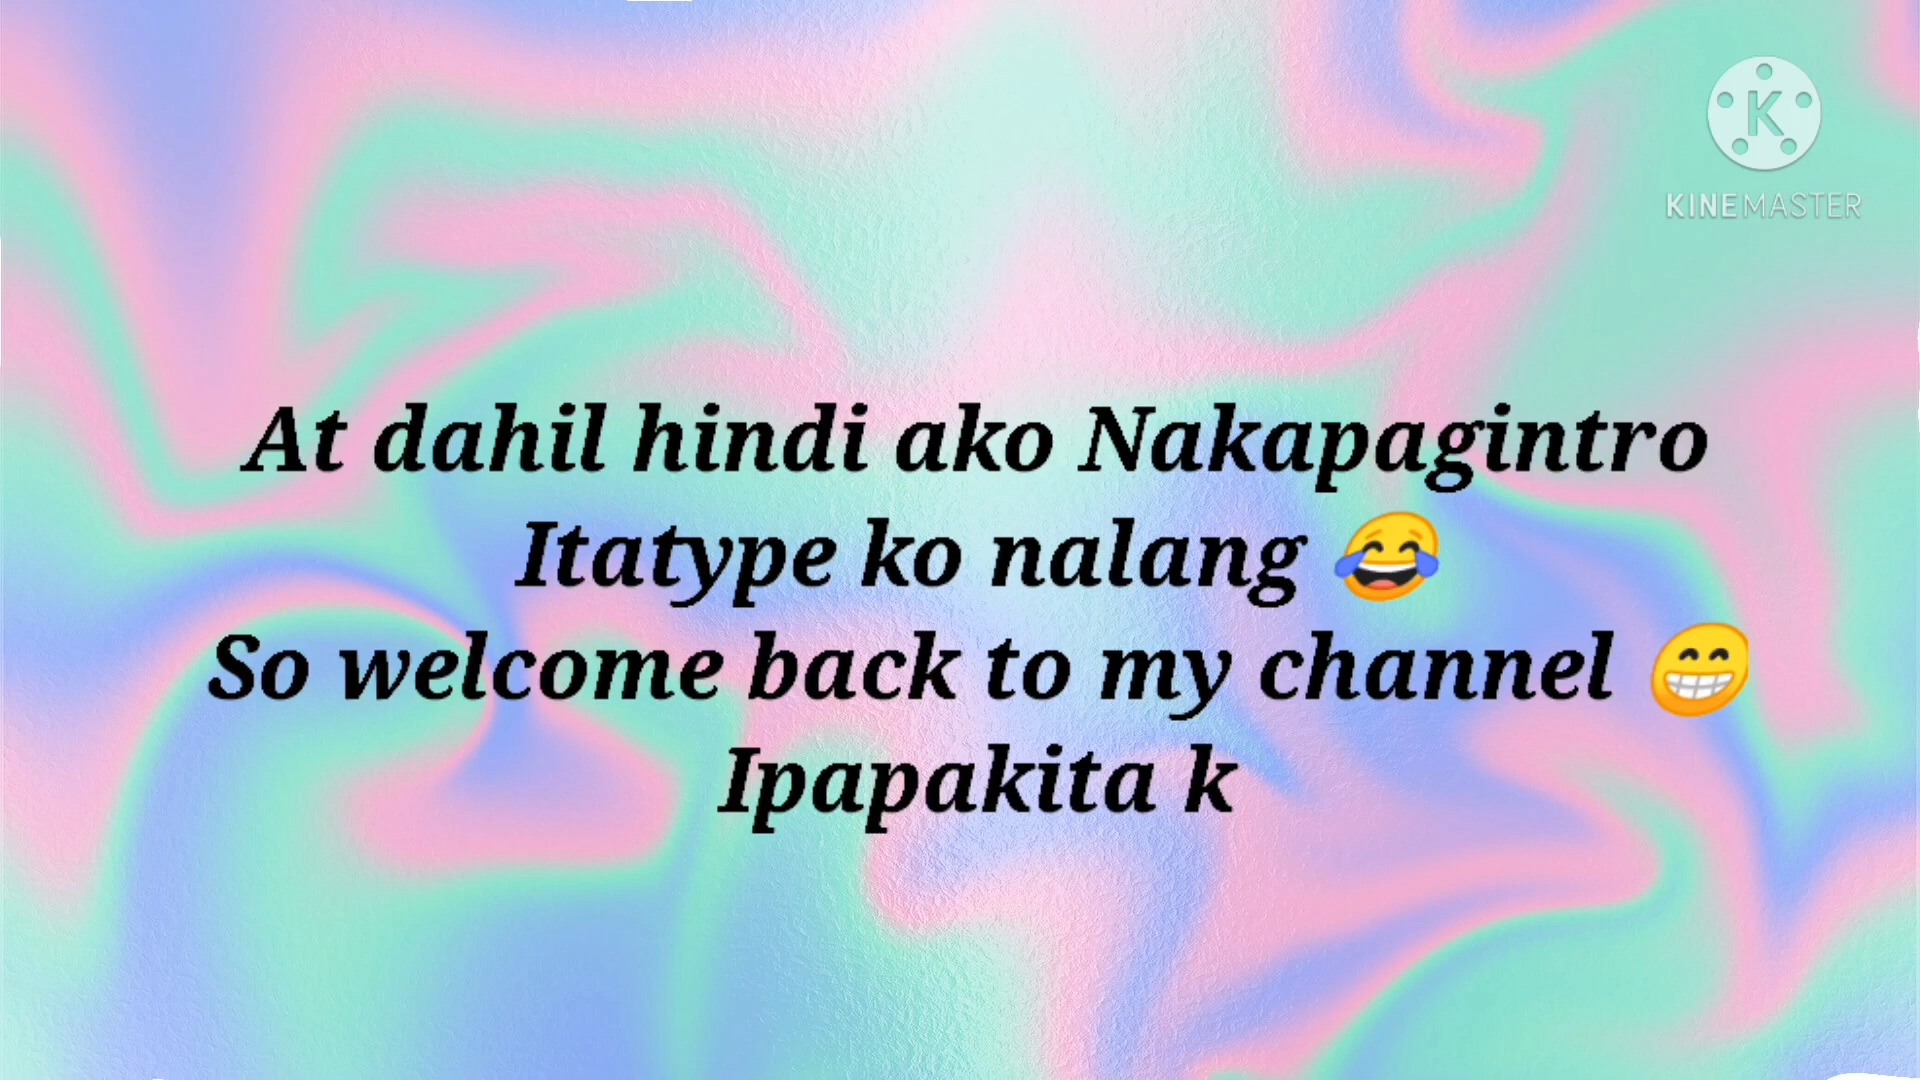 KINEMASTER
At dahil hindi ako Nakapagintro
Itatype ko nalang 😂
So welcome back to my channel 😁
Ipapakita k